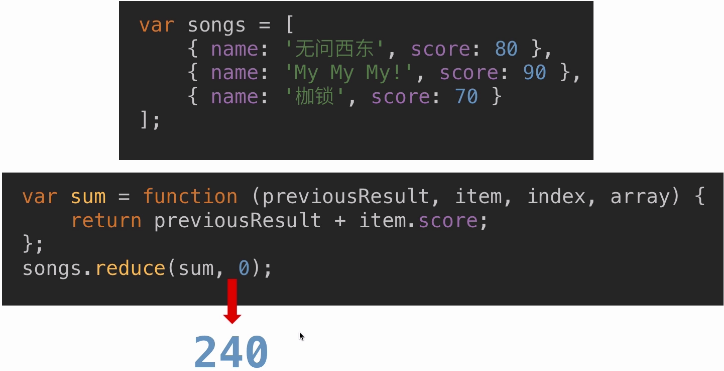 var songs = [
    { name: '无问西东', score: 80 },
    { name: 'My My My!', score: 90 },
    { name: '枷锁', score: 70 }
];
var sum = function (previousResult, item, index, array) {
    return previousResult + item.score;
};
songs.reduce(sum, 0);
240